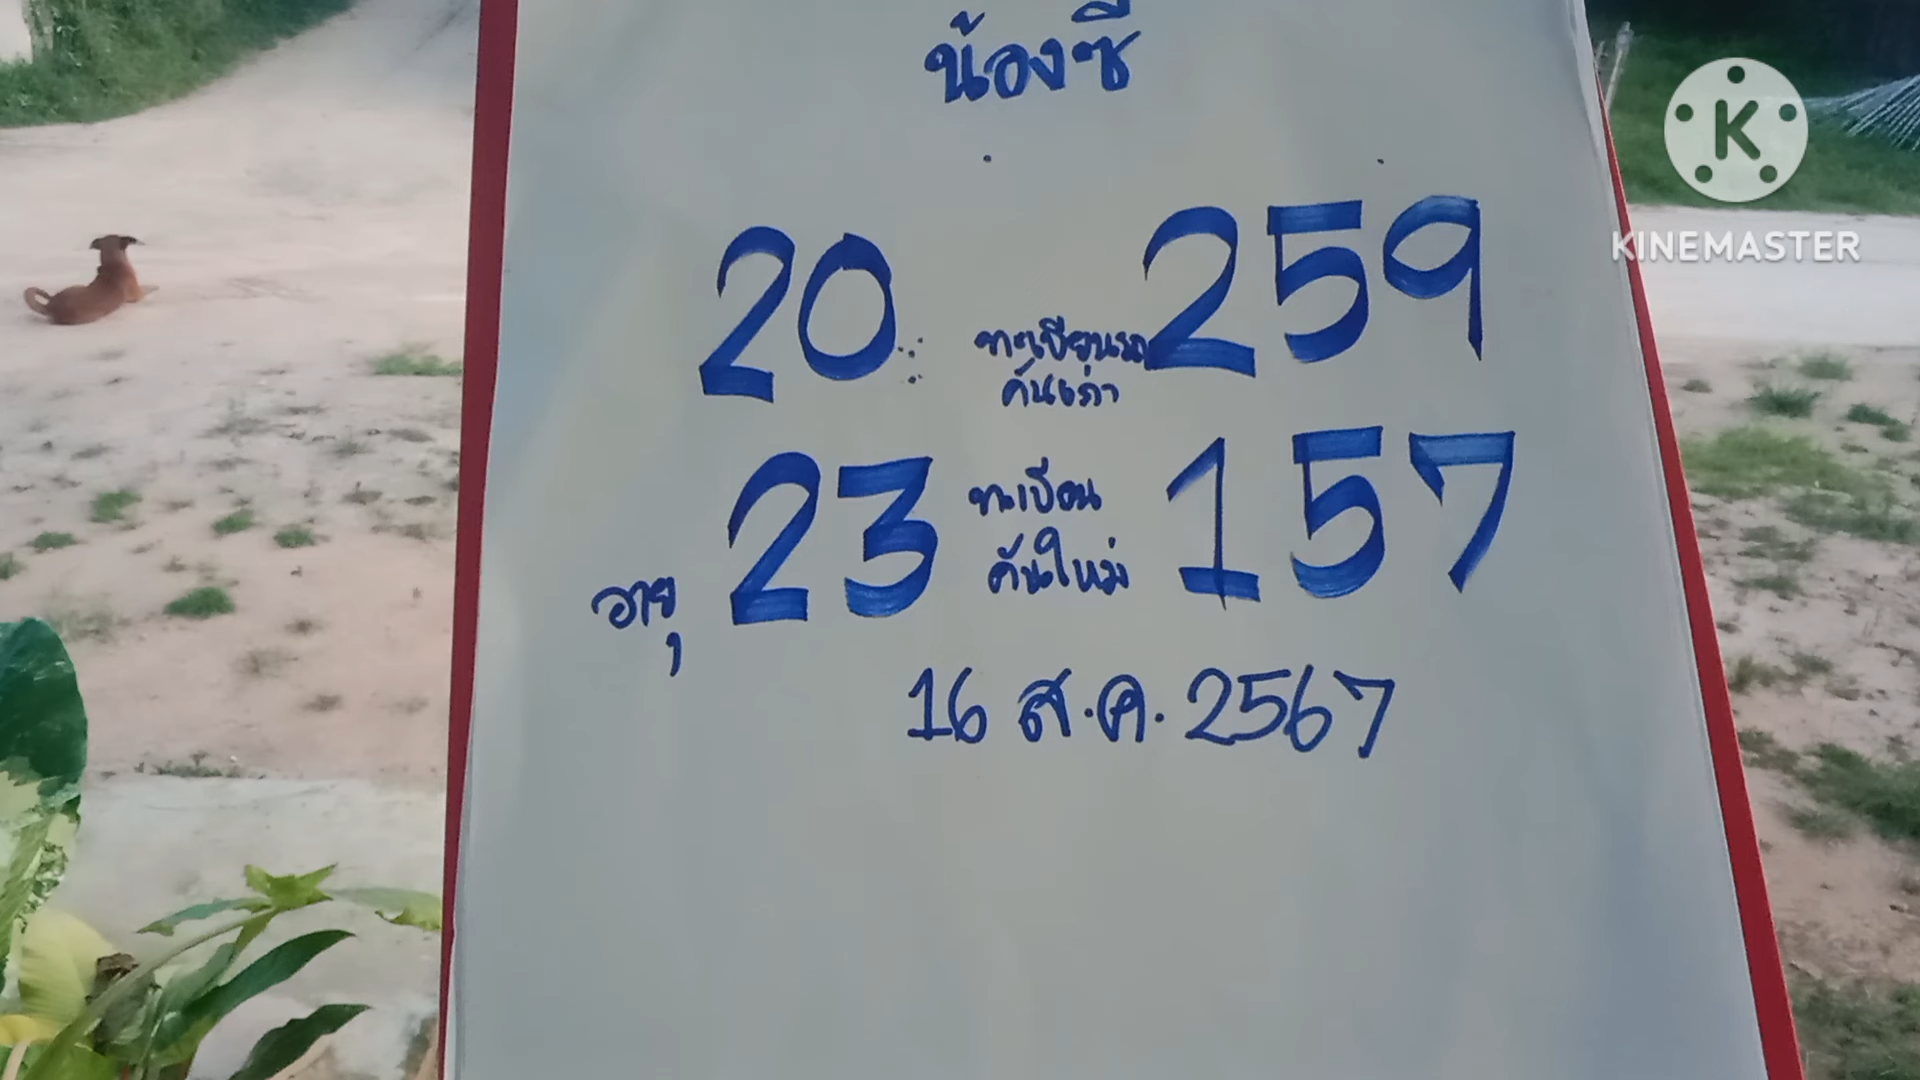 น้องซี
20 ทะเบียนรถ 259
คันเก่า
อายุ 23 ทะเบียน 157
คันใหม่
16 ส.ค. 2567
K
KINEMASTER